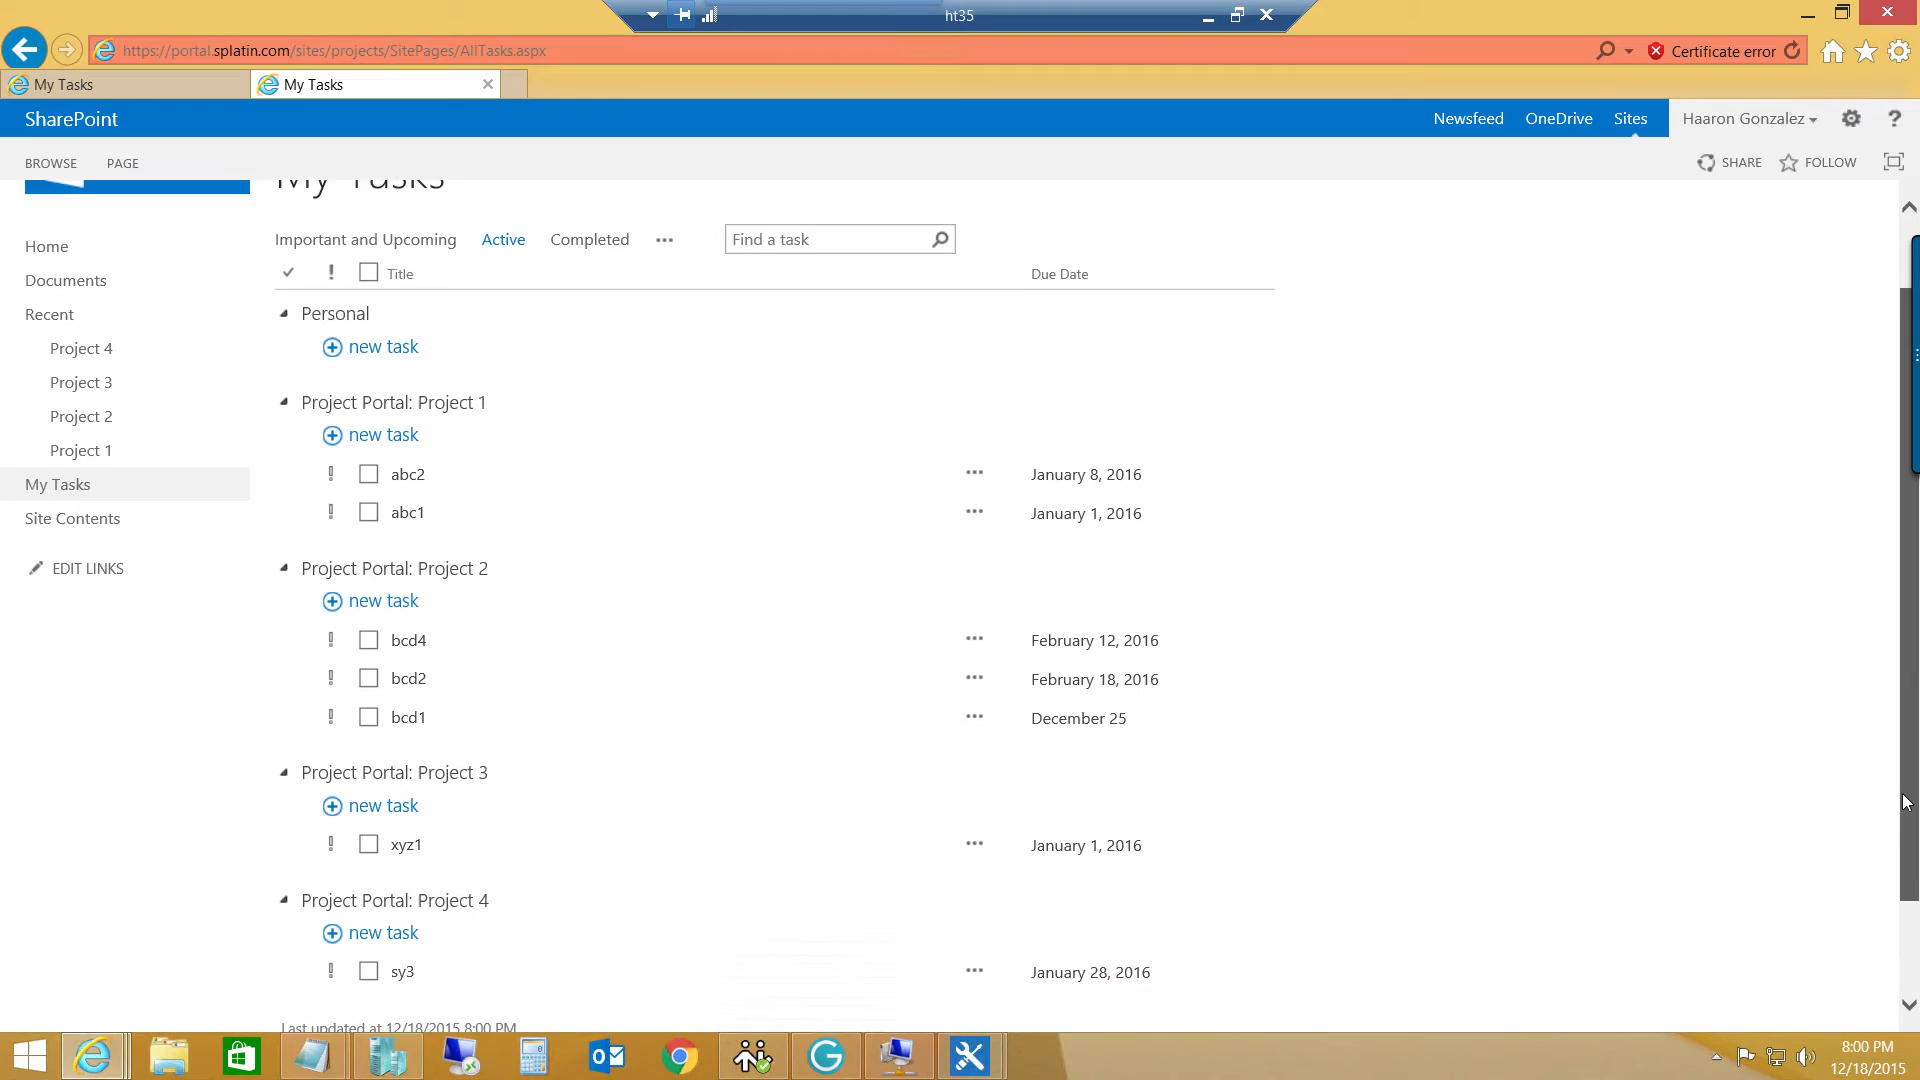 ht35
https://portal.splatin.com/sites/projects/SitePages/AllTasks.aspx
Certificate error
My Tasks
My Tasks
SharePoint
Newsfeed
OneDrive
Sites
Haaron Gonzalez
?
BROWSE
PAGE
SHARE
FOLLOW
My Tasks
Home
Documents
Recent
Project 4
Project 3
Project 2
Project 1
My Tasks
Site Contents
EDIT LINKS
Important and Upcoming
Active
Completed
Find a task
Title
Due Date
Personal
new task
Project Portal: Project 1
new task
abc2 January 8, 2016
abc1 January 1, 2016
Project Portal: Project 2
new task
bcd4 February 12, 2016
bcd2 February 18, 2016
bcd1 December 25
Project Portal: Project 3
new task
xyz1 January 1, 2016
Project Portal: Project 4
new task
sy3 January 28, 2016
Last updated at 12/18/2015 8:00 PM
8:00 PM
12/18/2015